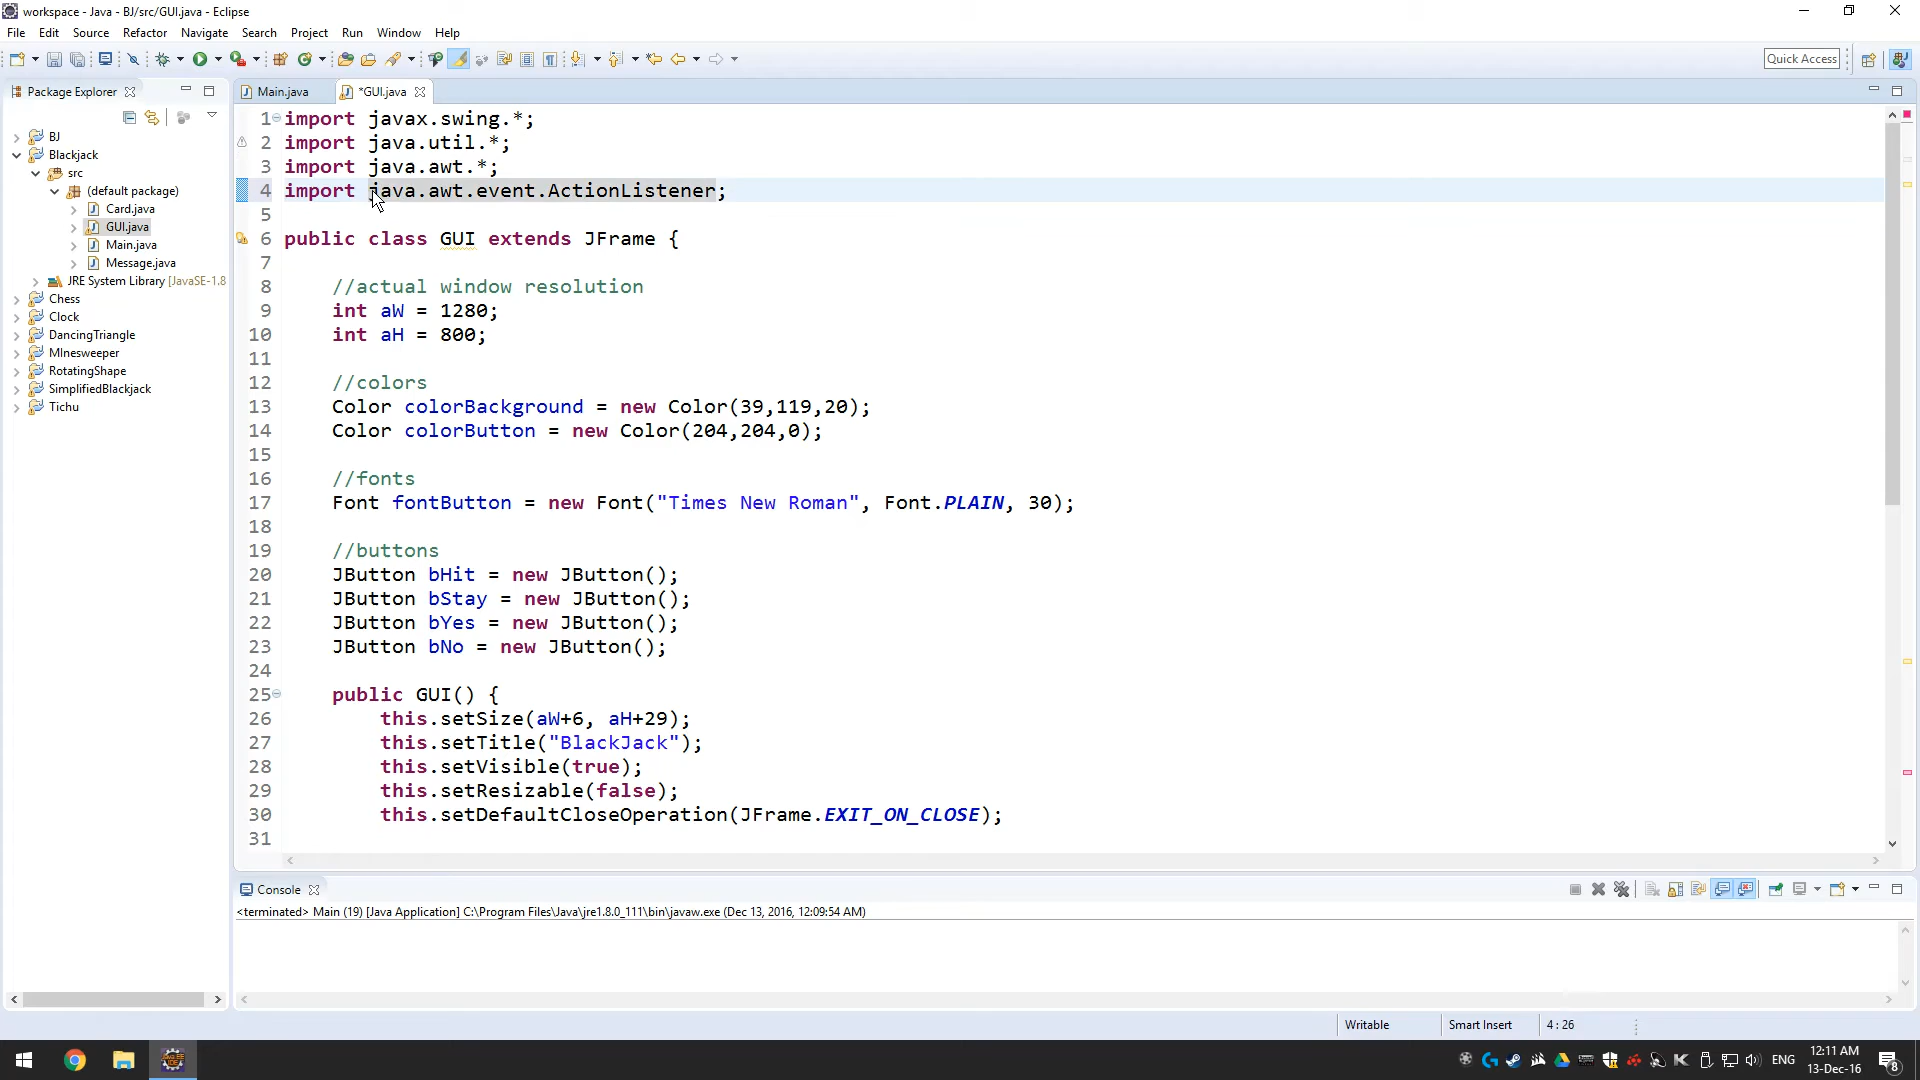 workspace - Java - BJ/src/GUI.java - Eclipse
File Edit Source Refactor Navigate Search Project Run Window Help
Quick Access
Package Explorer
Main.java
*GUI.java
BJ
Blackjack
src
(default package)
Card.java
GUI.java
Main.java
Message.java
JRE System Library [JavaSE-1.8
Chess
Clock
DancingTriangle
MInesweeper
RotatingShape
SimplifiedBlackjack
Tichu
1 import javax.swing.*;
2 import java.util.*;
3 import java.awt.*;
4 import java.awt.event.ActionListener;
5
6 public class GUI extends JFrame {
7
8 //actual window resolution
9 int aW = 1280;
10 int aH = 800;
11
12 //colors
13 Color colorBackground = new Color(39,119,20);
14 Color colorButton = new Color(204,204,0);
15
16 //fonts
17 Font fontButton = new Font("Times New Roman", Font.PLAIN, 30);
18
19 //buttons
20 JButton bHit = new JButton();
21 JButton bStay = new JButton();
22 JButton bYes = new JButton();
23 JButton bNo = new JButton();
24
25 public GUI() {
26 this.setSize(aW+6, aH+29);
27 this.setTitle("BlackJack");
28 this.setVisible(true);
29 this.setResizable(false);
30 this.setDefaultCloseOperation(JFrame.EXIT_ON_CLOSE);
31
Console
<terminated> Main (19) [Java Application] C:\Program Files\Java\jre1.8.0_111\bin\javaw.exe (Dec 13, 2016, 12:09:54 AM)
Writable
Smart Insert
4 : 26
ENG
12:11 AM
13-Dec-16
8